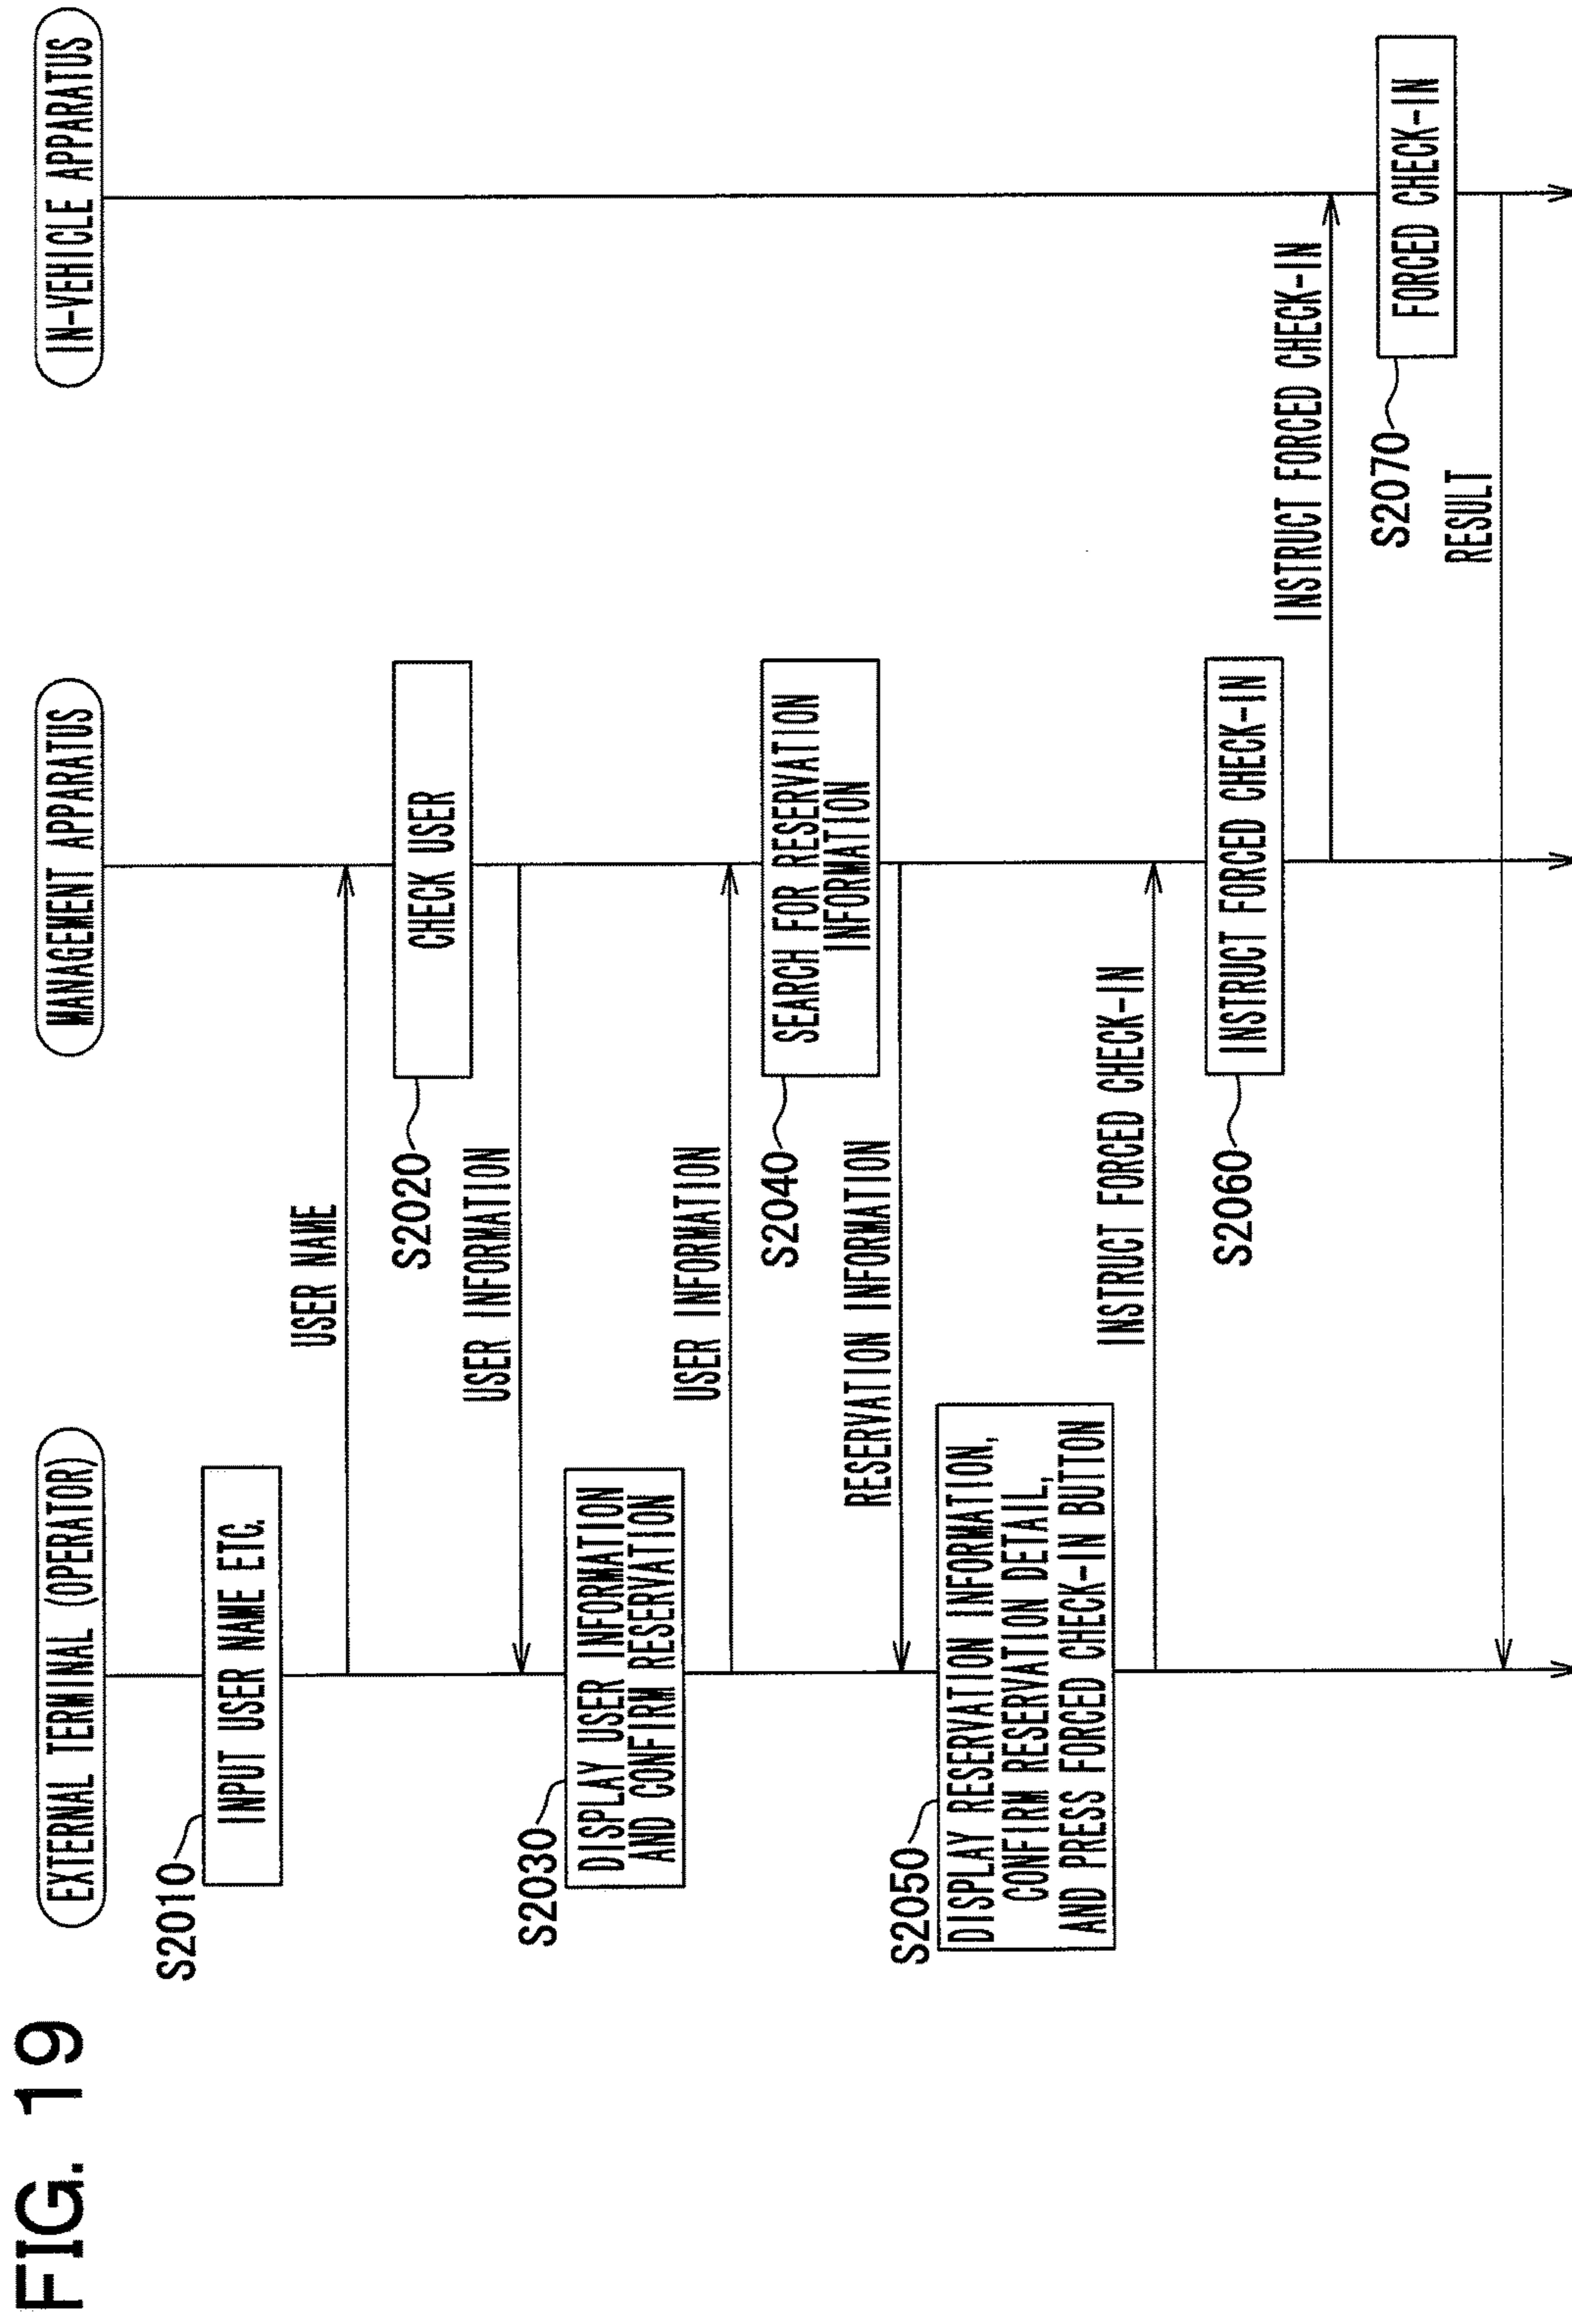 FIG. 19
EXTERNAL TERMINAL (OPERATOR)
MANAGEMENT APPARATUS
IN-VEHICLE APPARATUS
S2010
INPUT USER NAME ETC.
USER NAME
S2020
CHECK USER
USER INFORMATION
S2030
DISPLAY USER INFORMATION
AND CONFIRM RESERVATION
USER INFORMATION
S2040
SEARCH FOR RESERVATION
INFORMATION
RESERVATION INFORMATION
S2050
DISPLAY RESERVATION INFORMATION,
CONFIRM RESERVATION DETAIL,
AND PRESS FORCED CHECK-IN BUTTON
INSTRUCT FORCED CHECK-IN
S2060
INSTRUCT FORCED CHECK-IN
INSTRUCT FORCED CHECK-IN
S2070
FORCED CHECK-IN
RESULT